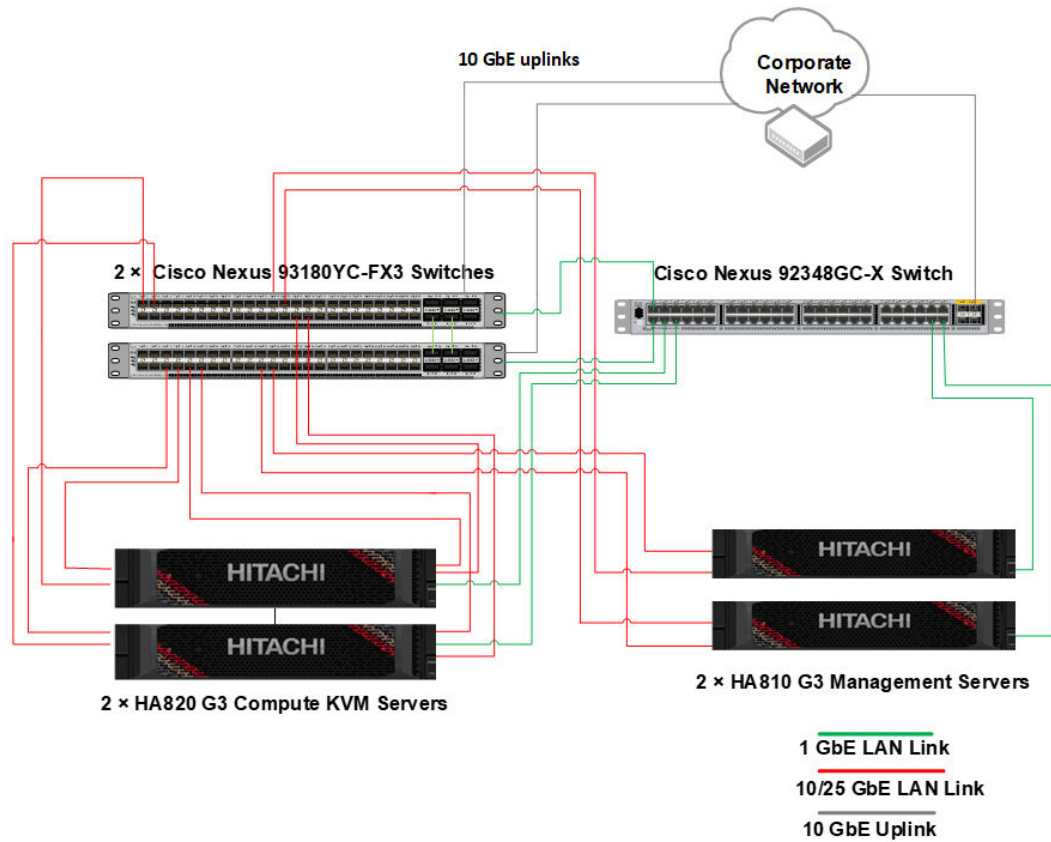 10 GbE uplinks
Corporate
Network
2 × Cisco Nexus 93180YC-FX3 Switches
Cisco Nexus 92348GC-X Switch
HITACHI
HITACHI
HITACHI
HITACHI
2 × HA820 G3 Compute KVM Servers
2 × HA810 G3 Management Servers
1 GbE LAN Link
10/25 GbE LAN Link
10 GbE Uplink